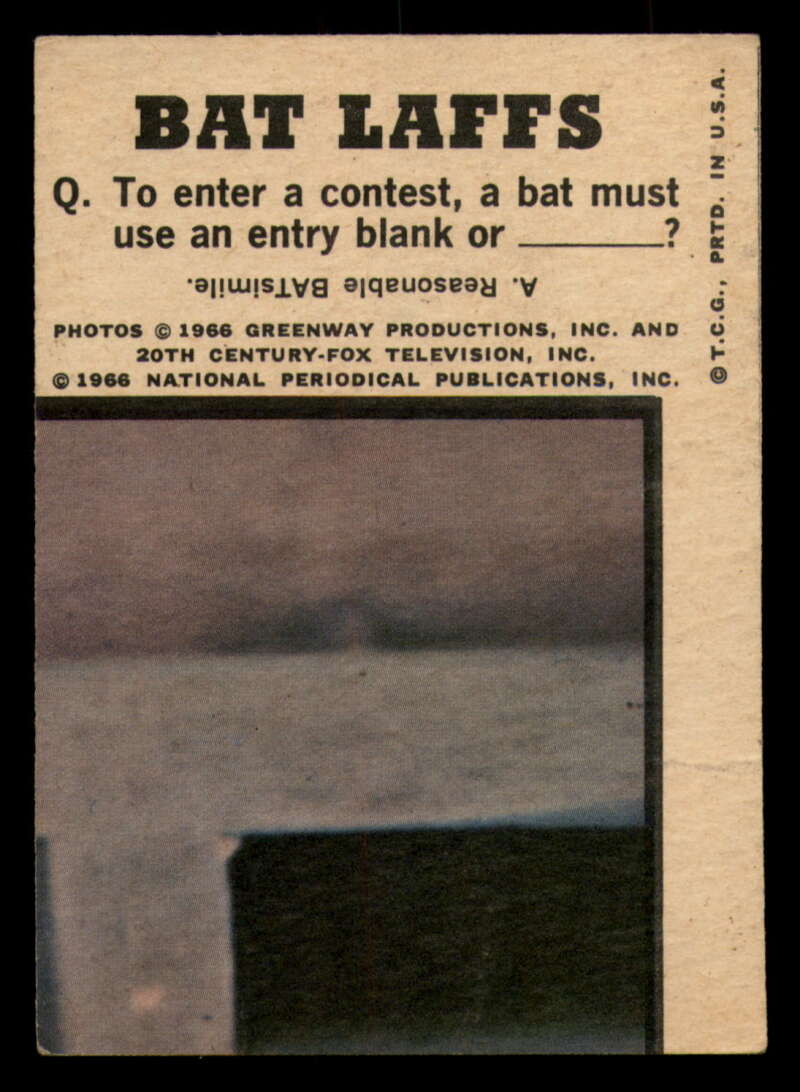 BAT LAFFS
Q. To enter a contest, a bat must
use an entry blank or ______?
A. Reasonable BATsimile.
PHOTOS © 1966 GREENWAY PRODUCTIONS, INC. AND
20TH CENTURY-FOX TELEVISION, INC.
© 1966 NATIONAL PERIODICAL PUBLICATIONS, INC.
© T.C.G., PRTD. IN U.S.A.